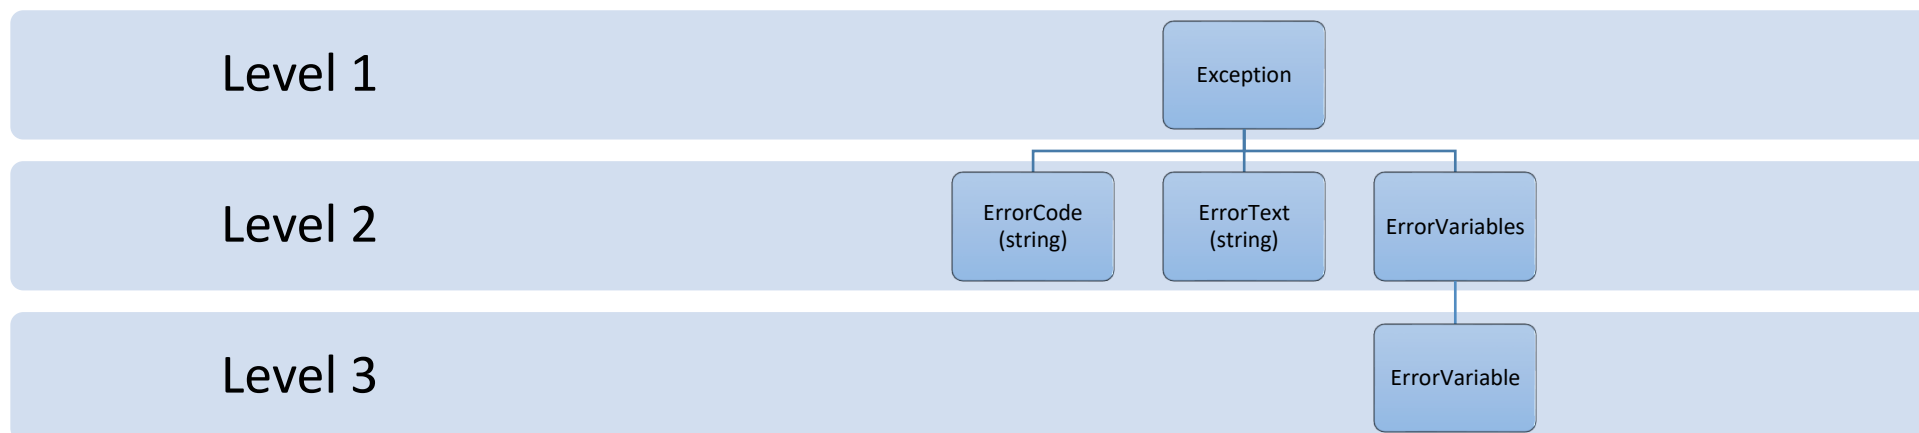 Level 1
Exception
Level 2
ErrorCode
(string)
ErrorText
(string)
ErrorVariables
Level 3
ErrorVariable